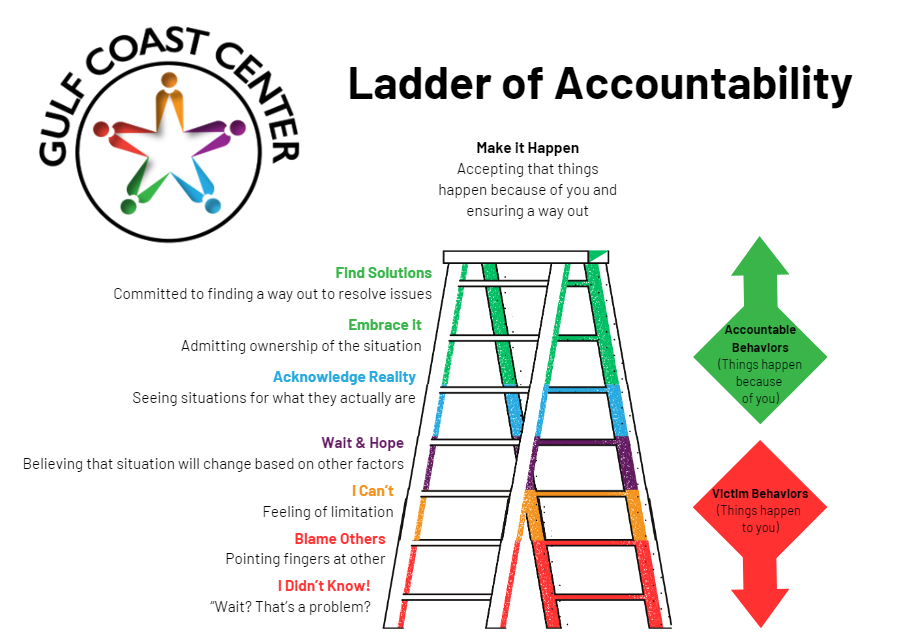 GULF COAST CENTER
Ladder of Accountability
Make it Happen
Accepting that things
happen because of you and
ensuring a way out
Find Solutions
Committed to finding a way out to resolve issues
Embrace it
Admitting ownership of the situation
Acknowledge Reality
Seeing situations for what they actually are
Wait & Hope
Believing that situation will change based on other factors
I Can't
Feeling of limitation
Blame Others
Pointing fingers at other
I Didn't Know!
"Wait? That's a problem?
Accountable
Behaviors
(Things happen
because
of you)
Victim Behaviors
(Things happen
to you)